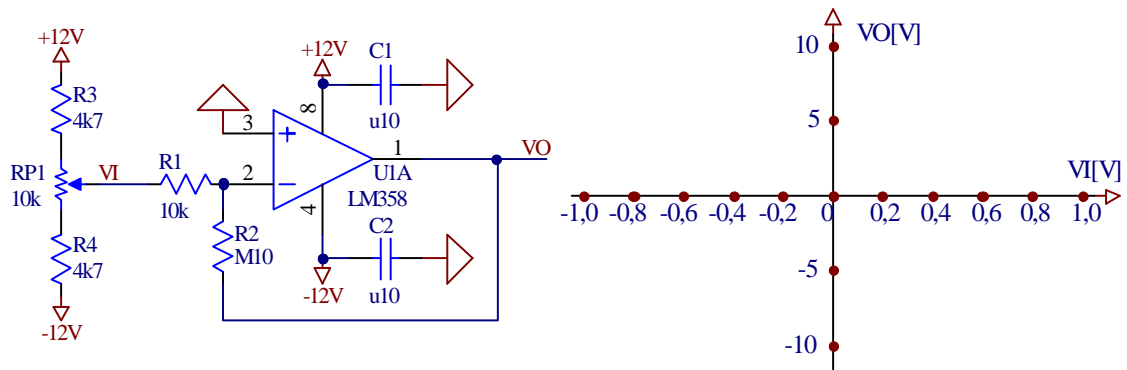 +12V
R3
4k7
RP1
10k
VI
R4
4k7
-12V
R1
10k
R2
M10
3
2
+12V
8
4
-12V
C1
u10
1
U1A
LM358
C2
u10
VO
VO[V]
10
5
VI[V]
-1,0 -0,8 -0,6 -0,4 -0,2 0 0,2 0,4 0,6 0,8 1,0
-5
-10